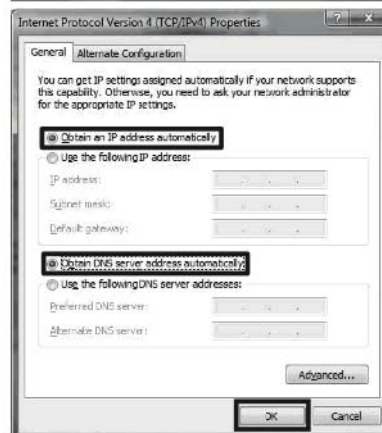 Internet Protocol Version 4 (TCP/IPv4) Properties
General
Alternate Configuration
You can get IP settings assigned automatically if your network supports
this capability. Otherwise, you need to ask your network administrator
for the appropriate IP settings.
Obtain an IP address automatically
Use the following IP address:
IP address:
Subnet mask:
Default gateway:
Obtain DNS server address automatically
Use the following DNS server addresses:
Preferred DNS server:
Alternate DNS server:
Advanced...
OK
Cancel